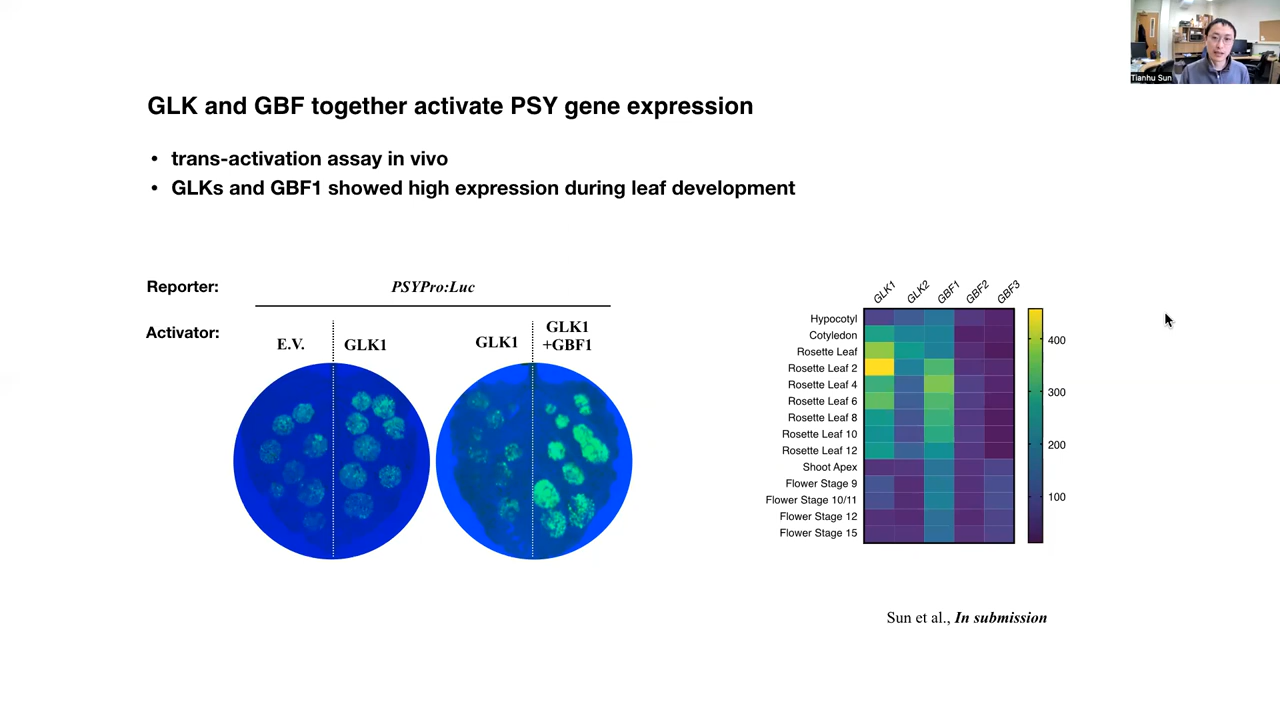 Tianhu Sun
GLK and GBF together activate PSY gene expression
• trans-activation assay in vivo
• GLKs and GBF1 showed high expression during leaf development
Reporter: PSYPro:Luc
Activator: E.V. GLK1 GLK1 GLK1
+GBF1
GLK1 GLK2 GBF1 GBF2 GBF3
Hypocotyl
Cotyledon
Rosette Leaf
Rosette Leaf 2
Rosette Leaf 4
Rosette Leaf 6
Rosette Leaf 8
Rosette Leaf 10
Rosette Leaf 12
Shoot Apex
Flower Stage 9
Flower Stage 10/11
Flower Stage 12
Flower Stage 15
400
300
200
100
Sun et al., In submission